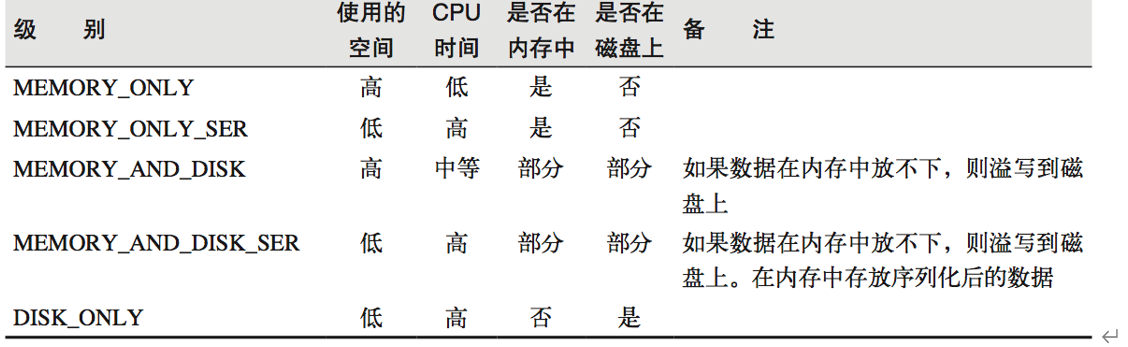 级 别 使用的空间 CPU时间 是否在内存中 是否在磁盘上 备 注
MEMORY_ONLY 高 低 是 否
MEMORY_ONLY_SER 低 高 是 否
MEMORY_AND_DISK 高 中等 部分 部分 如果数据在内存中放不下，则溢写到磁
盘上
MEMORY_AND_DISK_SER 低 高 部分 部分 如果数据在内存中放不下，则溢写到磁
盘上。在内存中存放序列化后的数据
DISK_ONLY 低 高 否 是